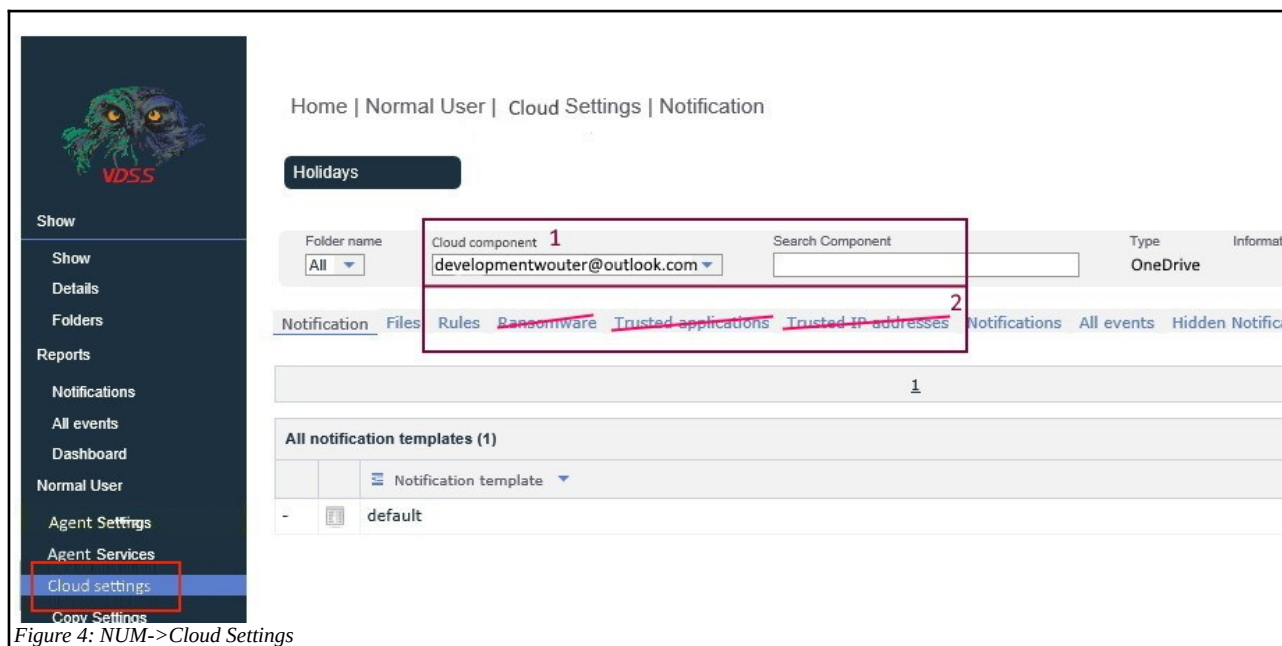 VDSS
Show
Show
Details
Folders
Reports
Notifications
All events
Dashboard
Normal User
Agent Settings
Agent Services
Cloud settings
Copy Settings
Home | Normal User | Cloud Settings | Notification
Holidays
Folder name Cloud component 1 Search Component Type Informat
All developmentwouter@outlook.com OneDrive
2
Notification Files Rules Ransomware Trusted applications Trusted IP addresses Notifications All events Hidden Notifica
1
All notification templates (1)
Notification template
- default
Figure 4: NUM->Cloud Settings